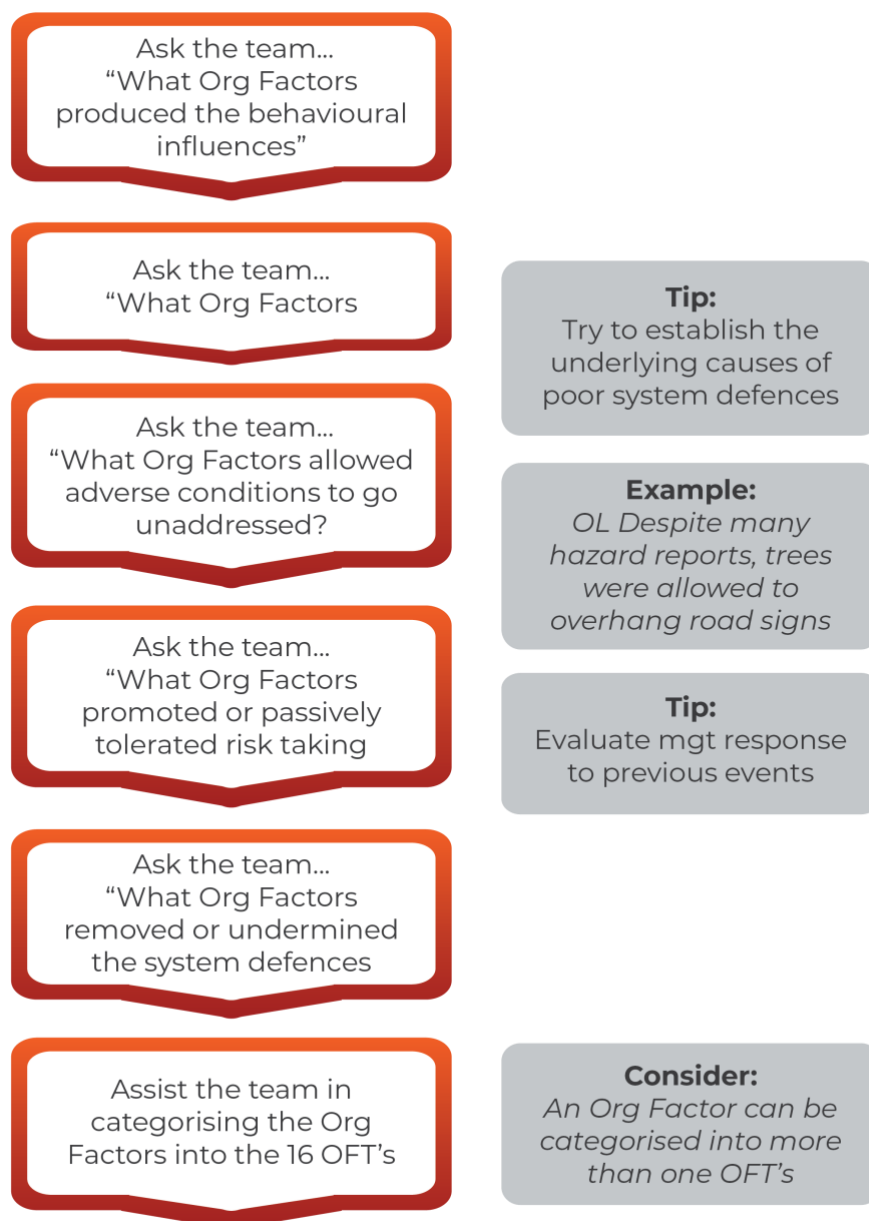 Ask the team...
“What Org Factors
produced the behavioural
influences”
Ask the team...
“What Org Factors
Tip:
Try to establish the
underlying causes of
poor system defences
Ask the team...
“What Org Factors allowed
adverse conditions to go
unaddressed?
Example:
OL Despite many
hazard reports, trees
were allowed to
overhang road signs
Ask the team...
“What Org Factors
promoted or passively
tolerated risk taking
Tip:
Evaluate mgt response
to previous events
Ask the team...
“What Org Factors
removed or undermined
the system defences
Assist the team in
categorising the Org
Factors into the 16 OFT’s
Consider:
An Org Factor can be
categorised into more
than one OFT’s